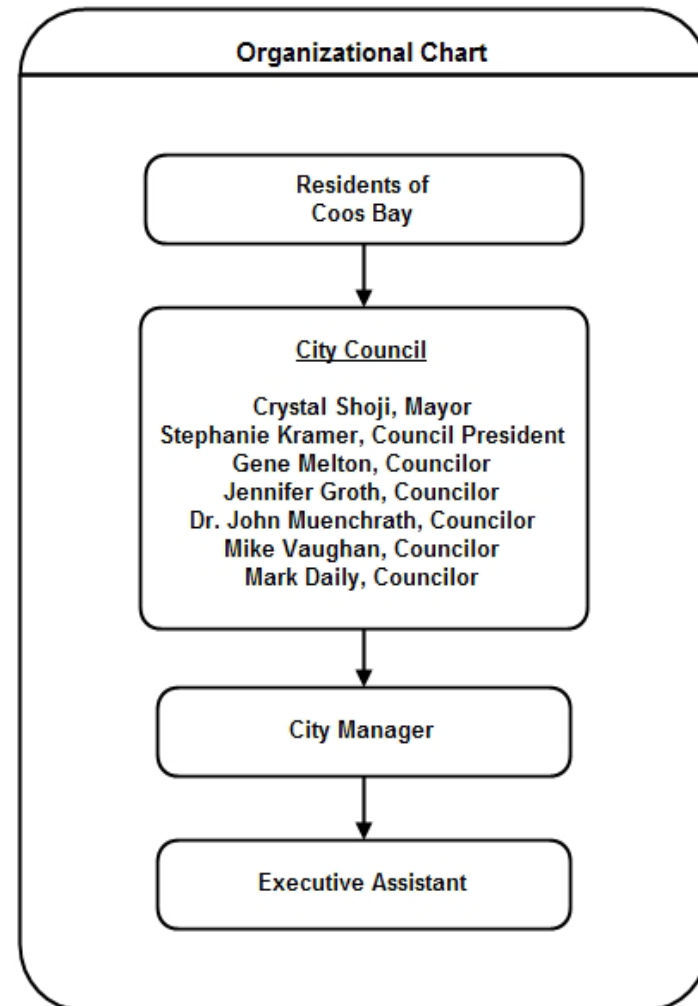 Organizational Chart
Residents of
Coos Bay
City Council
Crystal Shoji, Mayor
Stephanie Kramer, Council President
Gene Melton, Councilor
Jennifer Groth, Councilor
Dr. John Muenchrath, Councilor
Mike Vaughan, Councilor
Mark Daily, Councilor
City Manager
Executive Assistant